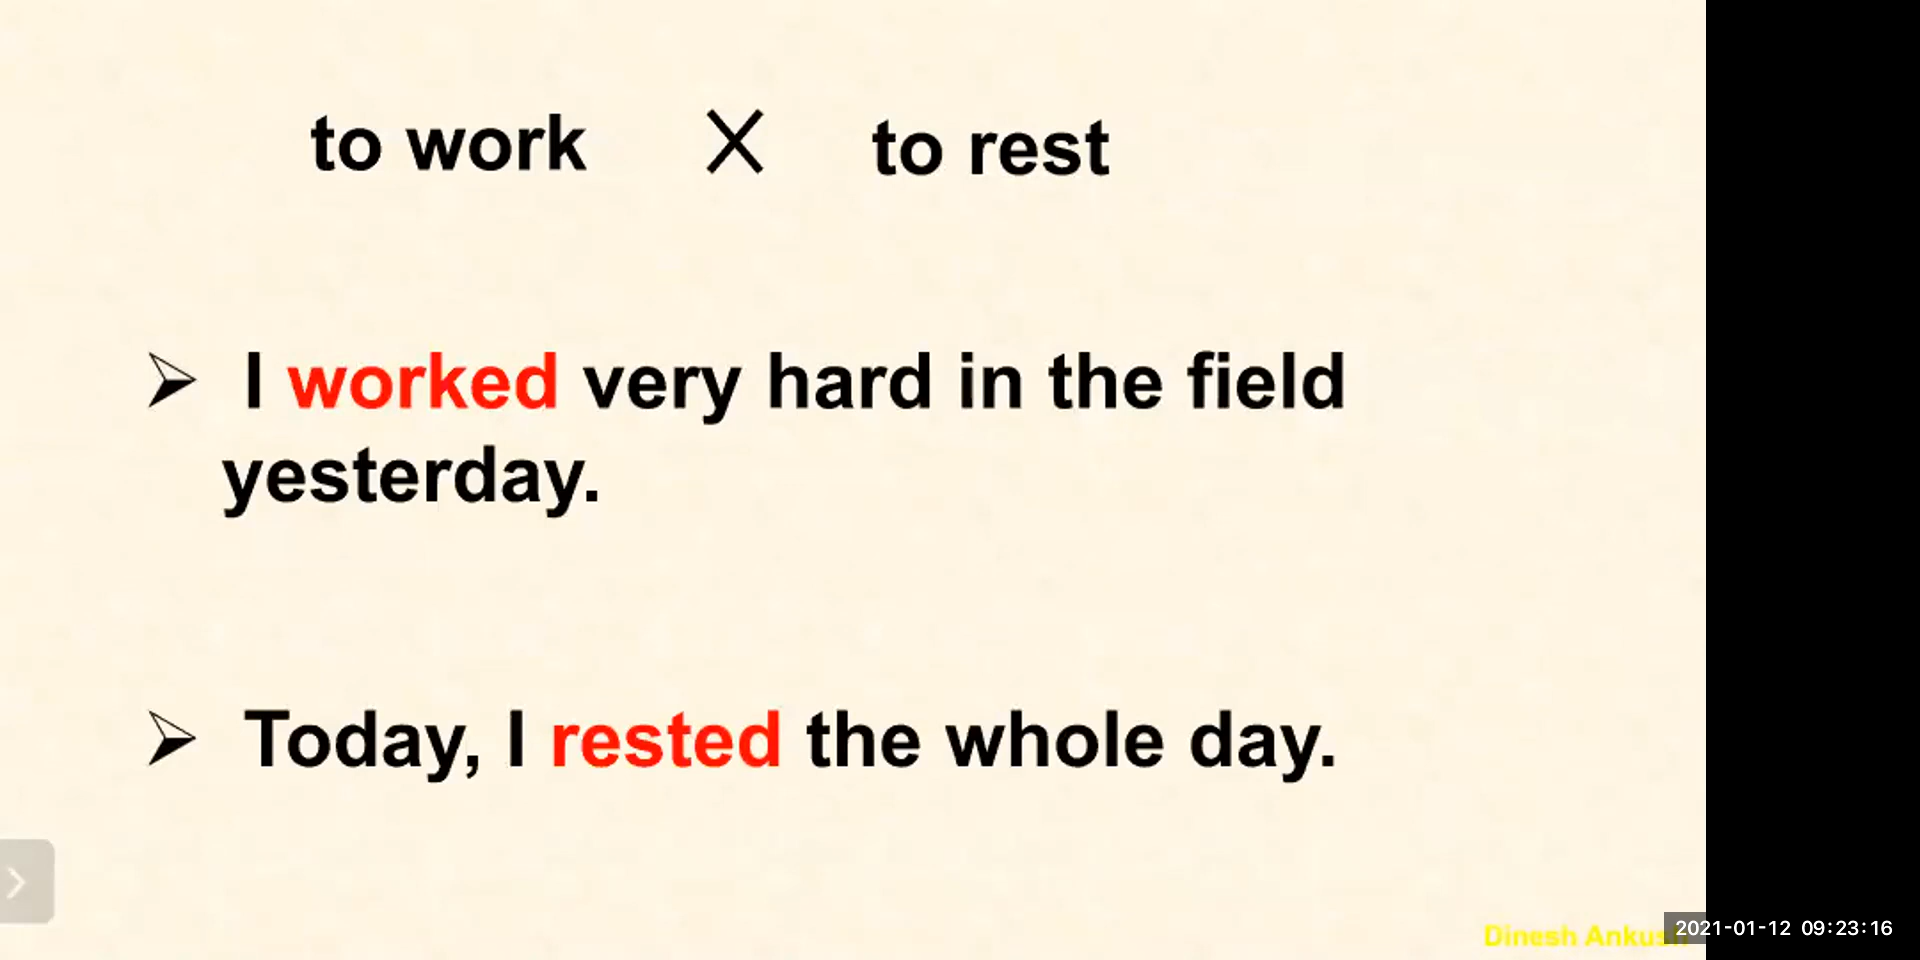 to work X to rest
➢ I worked very hard in the field
yesterday.
➢ Today, I rested the whole day.
Dinesh
2021-01-12 09:23:16